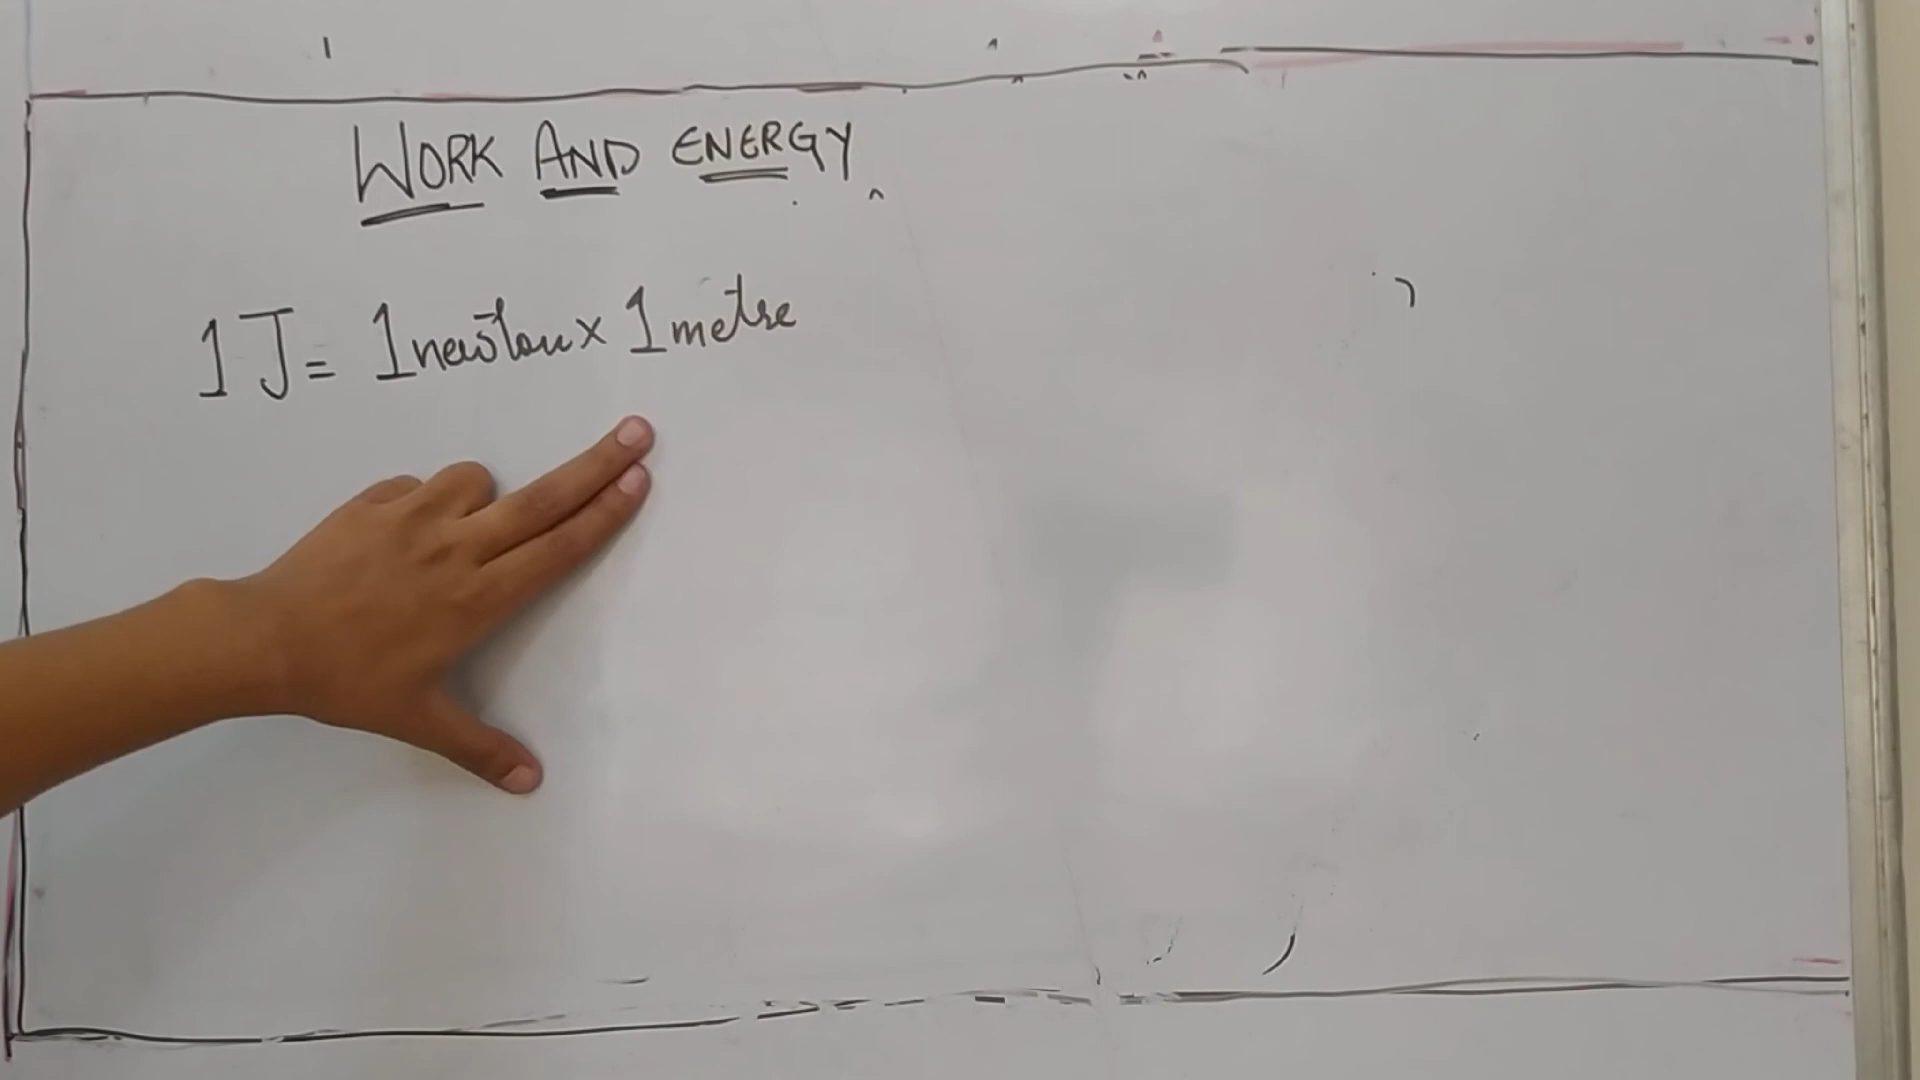 WORK AND ENERGY
1 J = 1 newton x 1 metre